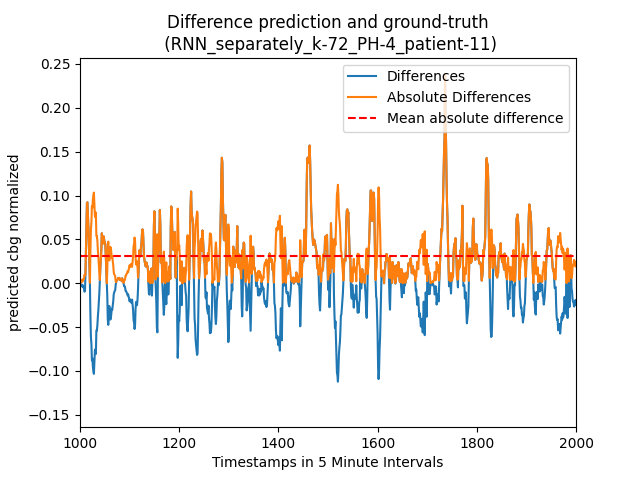 Difference prediction and ground-truth
(RNN_separately_k-72_PH-4_patient-11)
Differences
Absolute Differences
Mean absolute difference
predicted cbg normalized
0.25
0.20
0.15
0.10
0.05
0.00
−0.05
−0.10
−0.15
1000
1200
1400
1600
1800
2000
Timestamps in 5 Minute Intervals